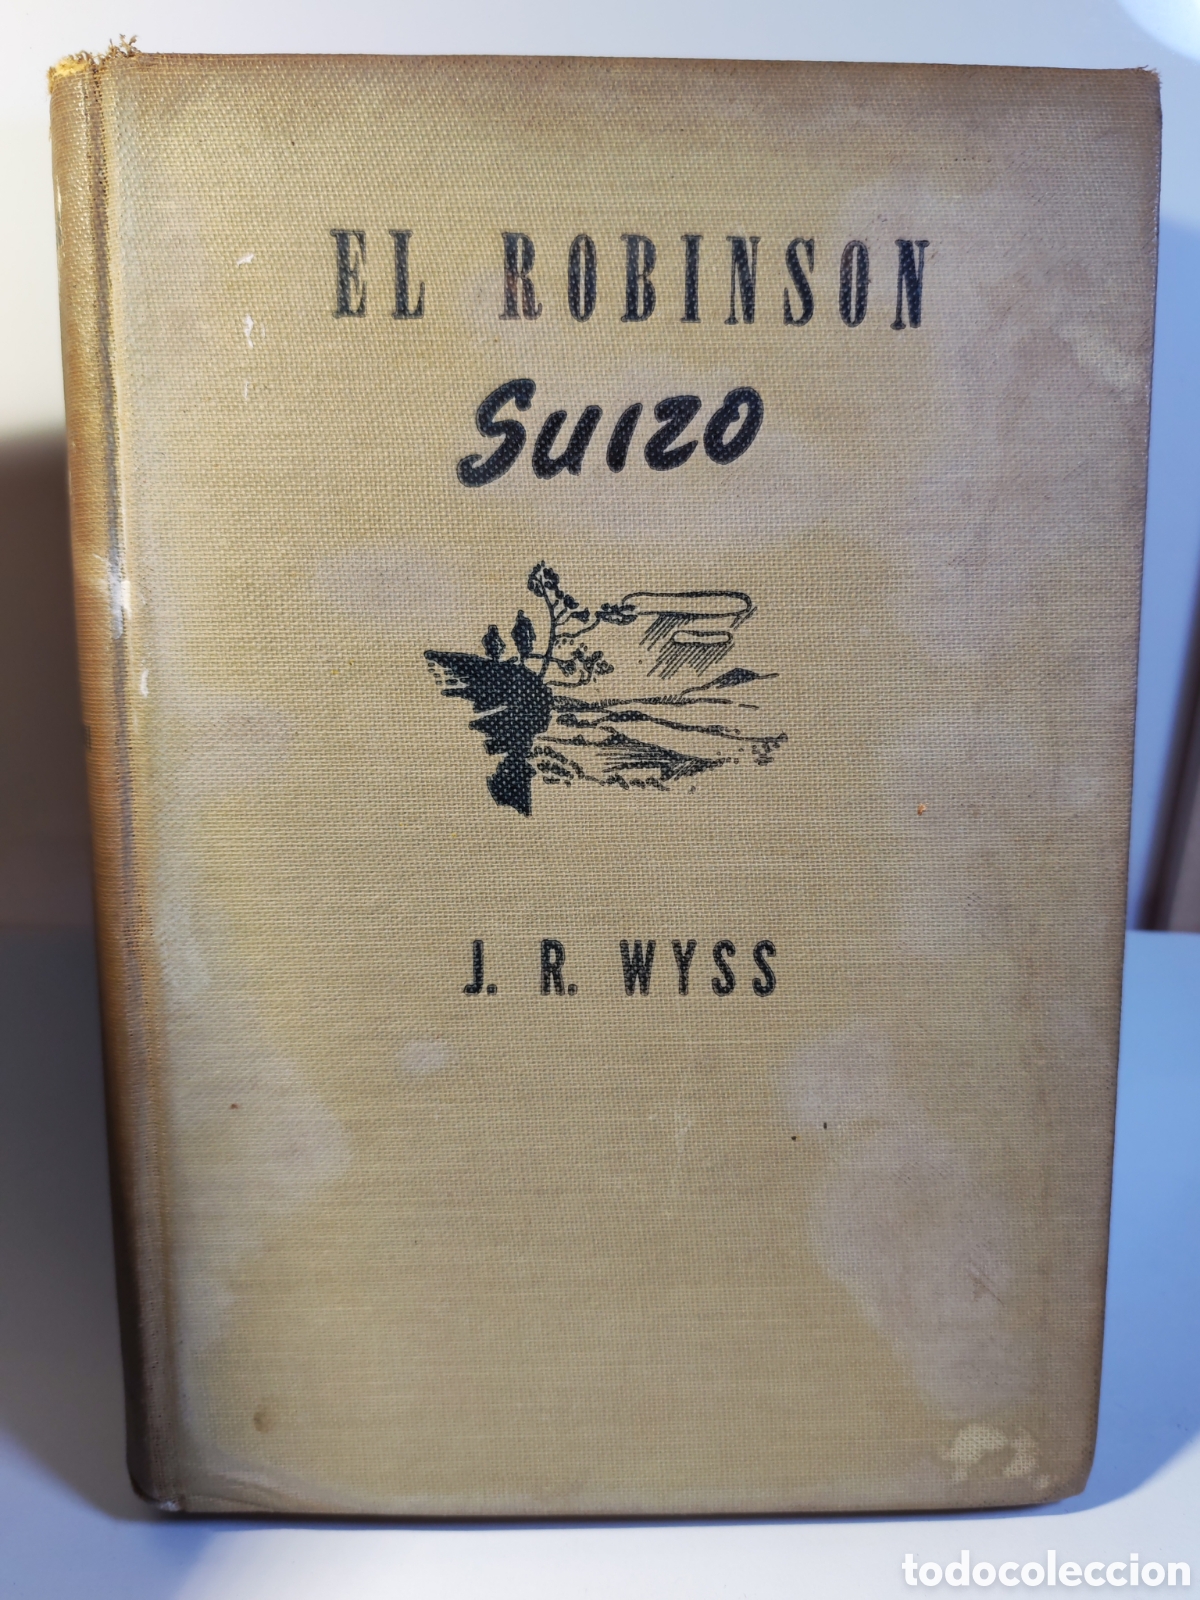 EL ROBINSON
Suizo
J. R. WYSS
todocoleccion